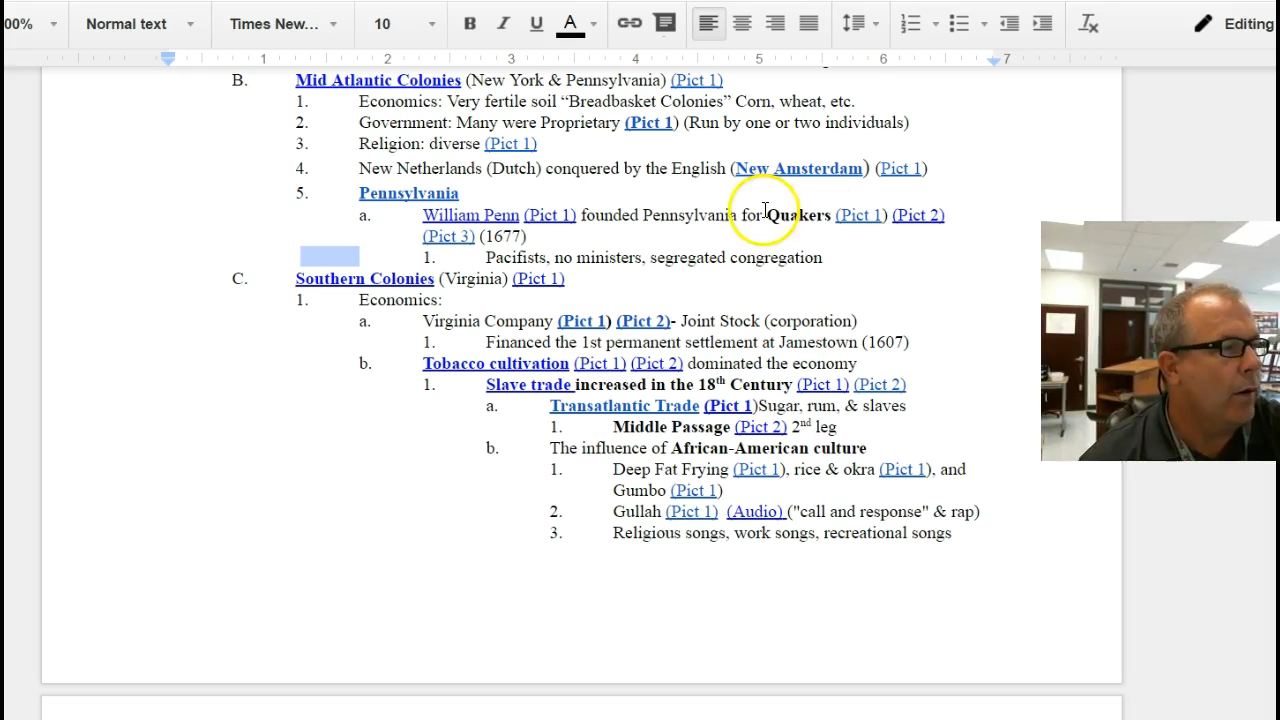 00% Normal text Times New... 10 B I U A Editing
1 2 3 4 5 6 7
B. Mid Atlantic Colonies (New York & Pennsylvania) (Pict 1)
1. Economics: Very fertile soil “Breadbasket Colonies” Corn, wheat, etc.
2. Government: Many were Proprietary (Pict 1) (Run by one or two individuals)
3. Religion: diverse (Pict 1)
4. New Netherlands (Dutch) conquered by the English (New Amsterdam) (Pict 1)
5. Pennsylvania
a. William Penn (Pict 1) founded Pennsylvania for Quakers (Pict 1) (Pict 2)
(Pict 3) (1677)
1. Pacifists, no ministers, segregated congregation
C. Southern Colonies (Virginia) (Pict 1)
1. Economics:
a. Virginia Company (Pict 1) (Pict 2)- Joint Stock (corporation)
1. Financed the 1st permanent settlement at Jamestown (1607)
b. Tobacco cultivation (Pict 1) (Pict 2) dominated the economy
1. Slave trade increased in the 18th Century (Pict 1) (Pict 2)
a. Transatlantic Trade (Pict 1)Sugar, rum, & slaves
1. Middle Passage (Pict 2) 2nd leg
b. The influence of African-American culture
1. Deep Fat Frying (Pict 1), rice & okra (Pict 1), and
Gumbo (Pict 1)
2. Gullah (Pict 1) (Audio) ("call and response" & rap)
3. Religious songs, work songs, recreational songs